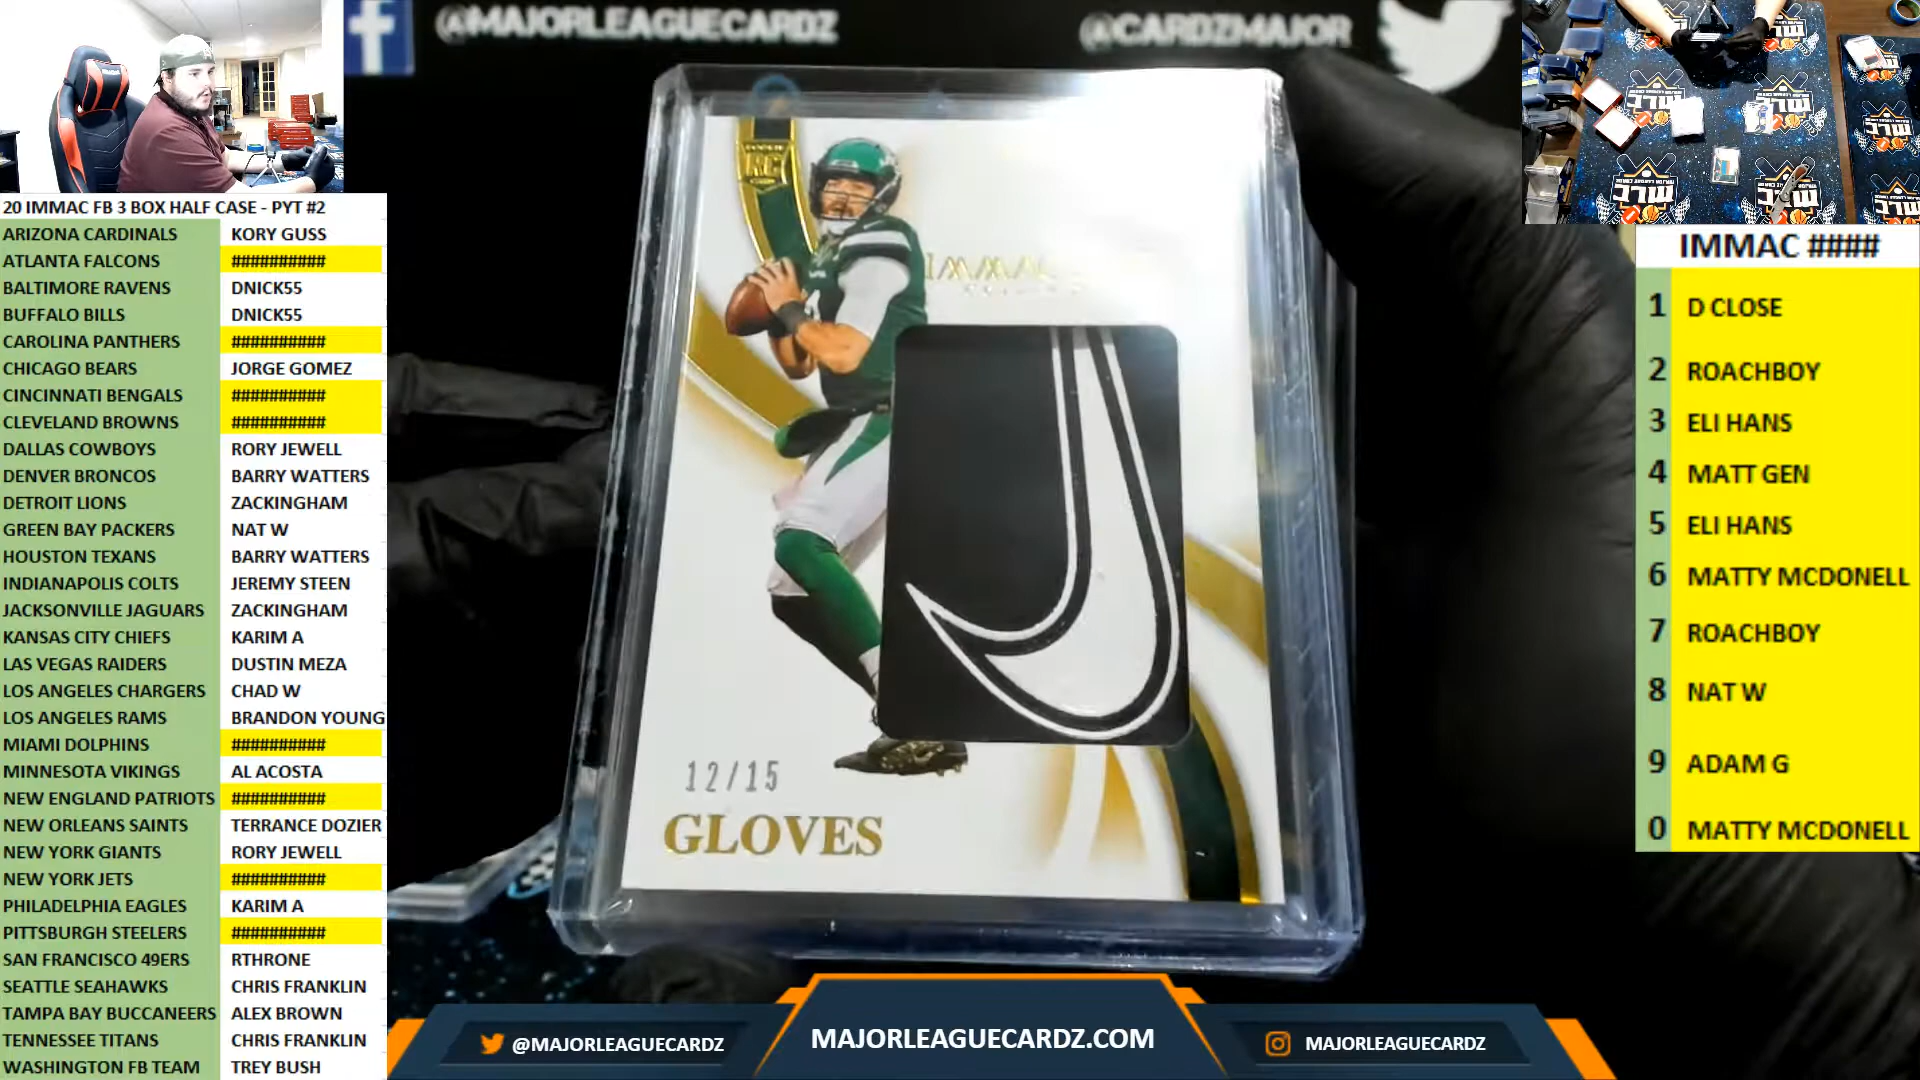 @MAJORLEAGUECARDZ
@CARDZMAJOR
20 IMMAC FB 3 BOX HALF CASE - PYT #2
ARIZONA CARDINALS KORY GUSS
ATLANTA FALCONS ##########
BALTIMORE RAVENS DNICK55
BUFFALO BILLS DNICK55
CAROLINA PANTHERS ##########
CHICAGO BEARS JORGE GOMEZ
CINCINNATI BENGALS ##########
CLEVELAND BROWNS ##########
DALLAS COWBOYS RORY JEWELL
DENVER BRONCOS BARRY WATTERS
DETROIT LIONS ZACKINGHAM
GREEN BAY PACKERS NAT W
HOUSTON TEXANS BARRY WATTERS
INDIANAPOLIS COLTS JEREMY STEEN
JACKSONVILLE JAGUARS ZACKINGHAM
KANSAS CITY CHIEFS KARIM A
LAS VEGAS RAIDERS DUSTIN MEZA
LOS ANGELES CHARGERS CHAD W
LOS ANGELES RAMS BRANDON YOUNG
MIAMI DOLPHINS ##########
MINNESOTA VIKINGS AL ACOSTA
NEW ENGLAND PATRIOTS ##########
NEW ORLEANS SAINTS TERRANCE DOZIER
NEW YORK GIANTS RORY JEWELL
NEW YORK JETS ##########
PHILADELPHIA EAGLES KARIM A
PITTSBURGH STEELERS ##########
SAN FRANCISCO 49ERS RTHRONE
SEATTLE SEAHAWKS CHRIS FRANKLIN
TAMPA BAY BUCCANEERS ALEX BROWN
TENNESSEE TITANS CHRIS FRANKLIN
WASHINGTON FB TEAM TREY BUSH
RC
12/15
GLOVES
IMMAC ####
1 D CLOSE
2 ROACHBOY
3 ELI HANS
4 MATT GEN
5 ELI HANS
6 MATTY MCDONELL
7 ROACHBOY
8 NAT W
9 ADAM G
0 MATTY MCDONELL
@MAJORLEAGUECARDZ
MAJORLEAGUECARDZ.COM
MAJORLEAGUECARDZ